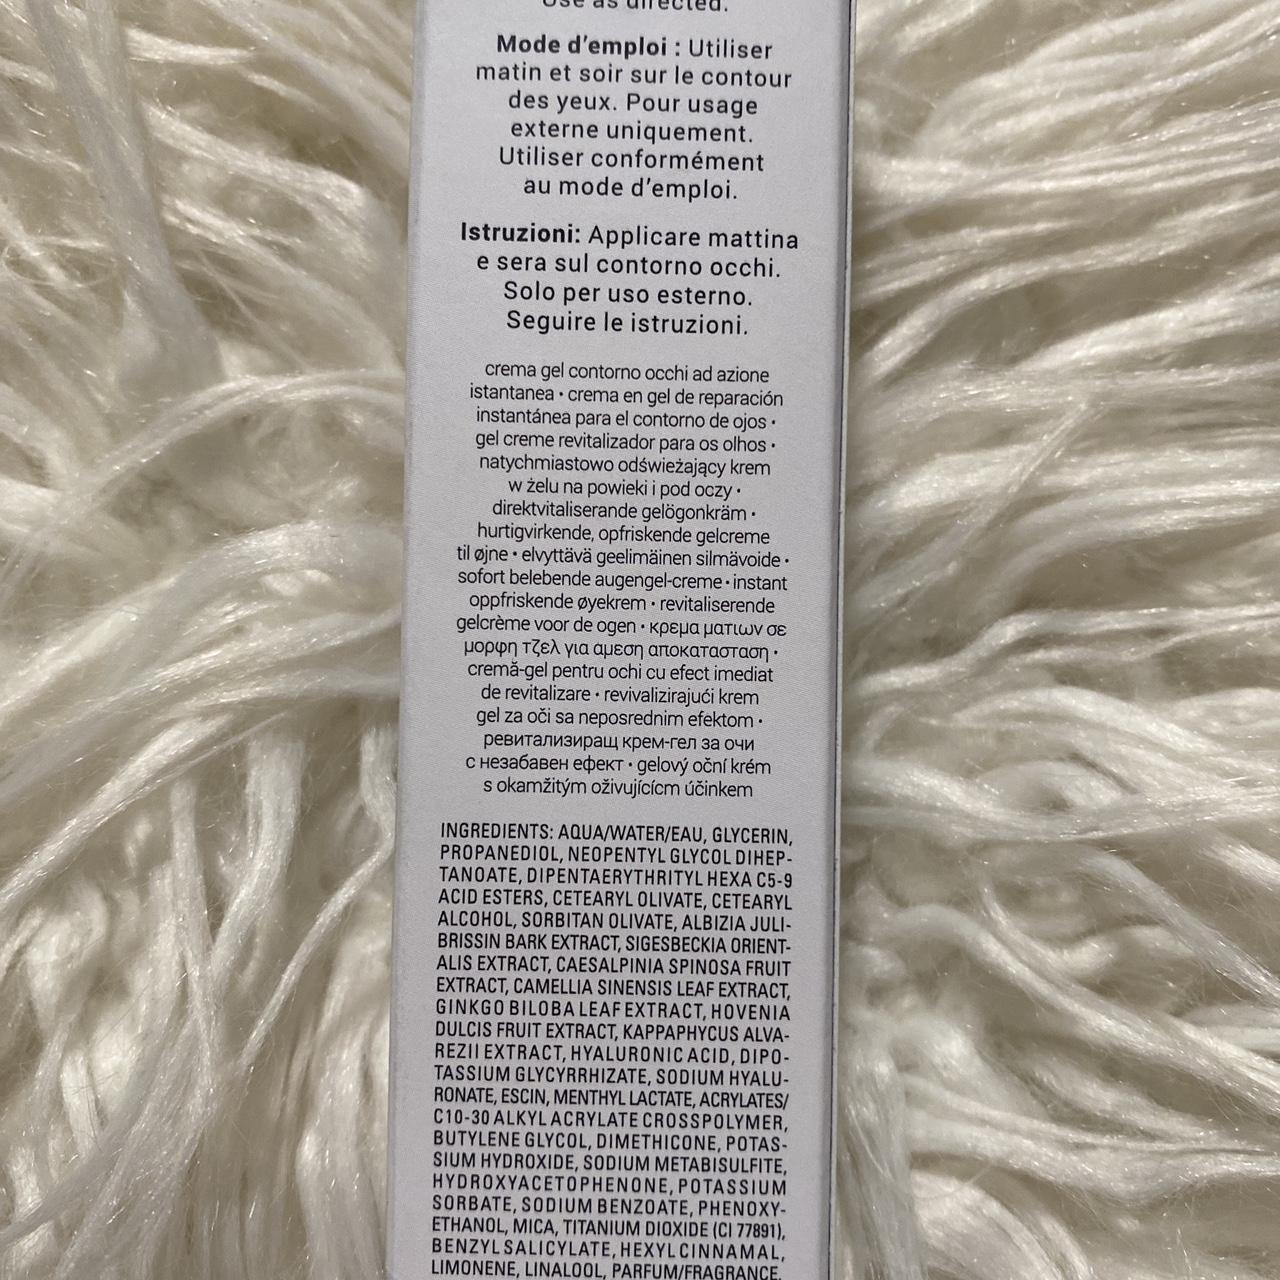 Use as directed.
Mode d'emploi : Utiliser
matin et soir sur le contour
des yeux. Pour usage
externe uniquement.
Utiliser conformément
au mode d'emploi.
Istruzioni: Applicare mattina
e sera sul contorno occhi.
Solo per uso esterno.
Seguire le istruzioni.
crema gel contorno occhi ad azione
istantanea • crema en gel de reparación
instantánea para el contorno de ojos •
gel creme revitalizador para os olhos •
natychmiastowo odświeżający krem
w żelu na powieki i pod oczy •
direktvitaliserande gelögonkräm •
hurtigvirkende, opfriskende gelcreme
til øjne • elvyttävä geelimäinen silmävoide •
sofort belebende augengel-creme • instant
oppfriskende øyekrem • revitaliserende
gelcrème voor de ogen • κρεμα ματιων σε
μορφη τζελ για αμεση αποκατασταση •
cremă-gel pentru ochi cu efect imediat
de revitalizare • revivalizirajući krem
gel za oči sa neposrednim efektom •
ревитализиращ крем-гел за очи
с незабавен ефект • gelový oční krém
s okamžitým oživujícícm účinkem
INGREDIENTS: AQUA/WATER/EAU, GLYCERIN,
PROPANEDIOL, NEOPENTYL GLYCOL DIHEP-
TANOATE, DIPENTAERYTHRITYL HEXA C5-9
ACID ESTERS, CETEARYL OLIVATE, CETEARYL
ALCOHOL, SORBITAN OLIVATE, ALBIZIA JULI-
BRISSIN BARK EXTRACT, SIGESBECKIA ORIENT-
ALIS EXTRACT, CAESALPINIA SPINOSA FRUIT
EXTRACT, CAMELLIA SINENSIS LEAF EXTRACT,
GINKGO BILOBA LEAF EXTRACT, HOVENIA
DULCIS FRUIT EXTRACT, KAPPAPHYCUS ALVA-
REZII EXTRACT, HYALURONIC ACID, DIPO-
TASSIUM GLYCYRRHIZATE, SODIUM HYALU-
RONATE, ESCIN, MENTHYL LACTATE, ACRYLATES/
C10-30 ALKYL ACRYLATE CROSSPOLYMER,
BUTYLENE GLYCOL, DIMETHICONE, POTAS-
SIUM HYDROXIDE, SODIUM METABISULFITE,
HYDROXYACETOPHENONE, POTASSIUM
SORBATE, SODIUM BENZOATE, PHENOXY-
ETHANOL, MICA, TITANIUM DIOXIDE (CI 77891),
BENZYL SALICYLATE, HEXYL CINNAMAL,
LIMONENE, LINALOOL, PARFUM/FRAGRANCE.